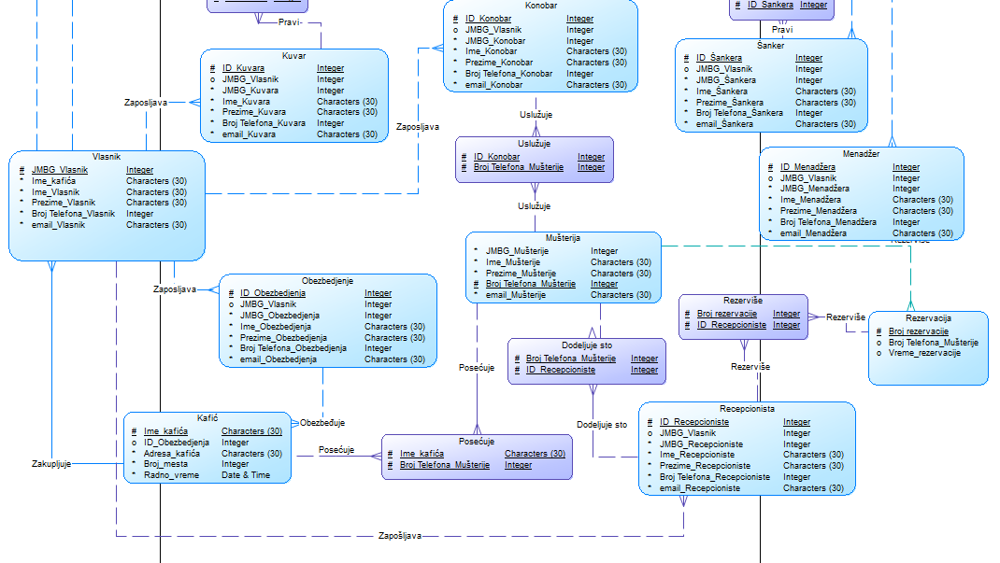 # ID_Šankera Integer
Pravi
Pravi
Konobar
# ID_Konobar Integer
o JMBG_Vlasnik Integer
* JMBG_Konobar Integer
* Ime_Konobar Characters (30)
* Prezime_Konobar Characters (30)
* Broj Telefona_Konobar Integer
* email_Konobar Characters (30)
Kuvar
# ID_Kuvara Integer
o JMBG_Vlasnik Integer
* JMBG_Kuvara Integer
* Ime_Kuvara Characters (30)
* Prezime_Kuvara Characters (30)
* Broj Telefona_Kuvara Integer
* email_Kuvara Characters (30)
Šanker
# ID_Šankera Integer
o JMBG_Vlasnik Integer
* JMBG_Šankera Integer
* Ime_Šankera Characters (30)
* Prezime_Šankera Characters (30)
* Broj Telefona_Šankera Integer
* email_Šankera Characters (30)
Zaposljava
Zaposljava
Uslužuje
Uslužuje
# ID_Konobar Integer
# Broj Telefona_Mušterije Integer
Uslužuje
Vlasnik
# JMBG_Vlasnik Integer
* Ime_kafića Characters (30)
* Ime_Vlasnik Characters (30)
* Prezime_Vlasnik Characters (30)
* Broj Telefona_Vlasnik Integer
* email_Vlasnik Characters (30)
Menadžer
# ID_Menadžera Integer
o JMBG_Vlasnik Integer
* JMBG_Menadžera Integer
* Ime_Menadžera Characters (30)
* Prezime_Menadžera Characters (30)
* Broj Telefona_Menadžera Integer
* email_Menadžera Characters (30)
Rezerviše
Mušterija
* JMBG_Mušterije Integer
* Ime_Mušterije Characters (30)
* Prezime_Mušterije Characters (30)
# Broj Telefona_Mušterije Integer
* email_Mušterije Characters (30)
Zaposljava
Obezbedjenje
# ID_Obezbedjenja Integer
o JMBG_Vlasnik Integer
* JMBG_Obezbedjenja Integer
* Ime_Obezbedjenja Characters (30)
* Prezime_Obezbedjenja Characters (30)
* Broj Telefona_Obezbedjenja Integer
* email_Obezbedjenja Characters (30)
Rezerviše
# Broj rezervacije Integer
# ID_Recepcioniste Integer
Rezerviše
Rezervacija
# Broj rezervacije
o Broj Telefona_Mušterije
o Vreme_rezervacije
Dodeljuje sto
# Broj Telefona_Mušterije Integer
# ID_Recepcioniste Integer
Posećuje
Rezerviše
Kafić
# Ime_kafića Characters (30)
o ID_Obezbedjenja Integer
* Adresa_kafića Characters (30)
* Broj_mesta Integer
* Radno_vreme Date & Time
Obezbeđuje
Dodeljuje sto
Recepcionista
# ID_Recepcioniste Integer
o JMBG_Vlasnik Integer
* JMBG_Recepcioniste Integer
* Ime_Recepcioniste Characters (30)
* Prezime_Recepcioniste Characters (30)
* Broj Telefona_Recepcioniste Integer
* email_Recepcioniste Characters (30)
Posećuje
Posećuje
# Ime_kafića Characters (30)
# Broj Telefona_Mušterije Integer
Zakupljuje
Zapošljava